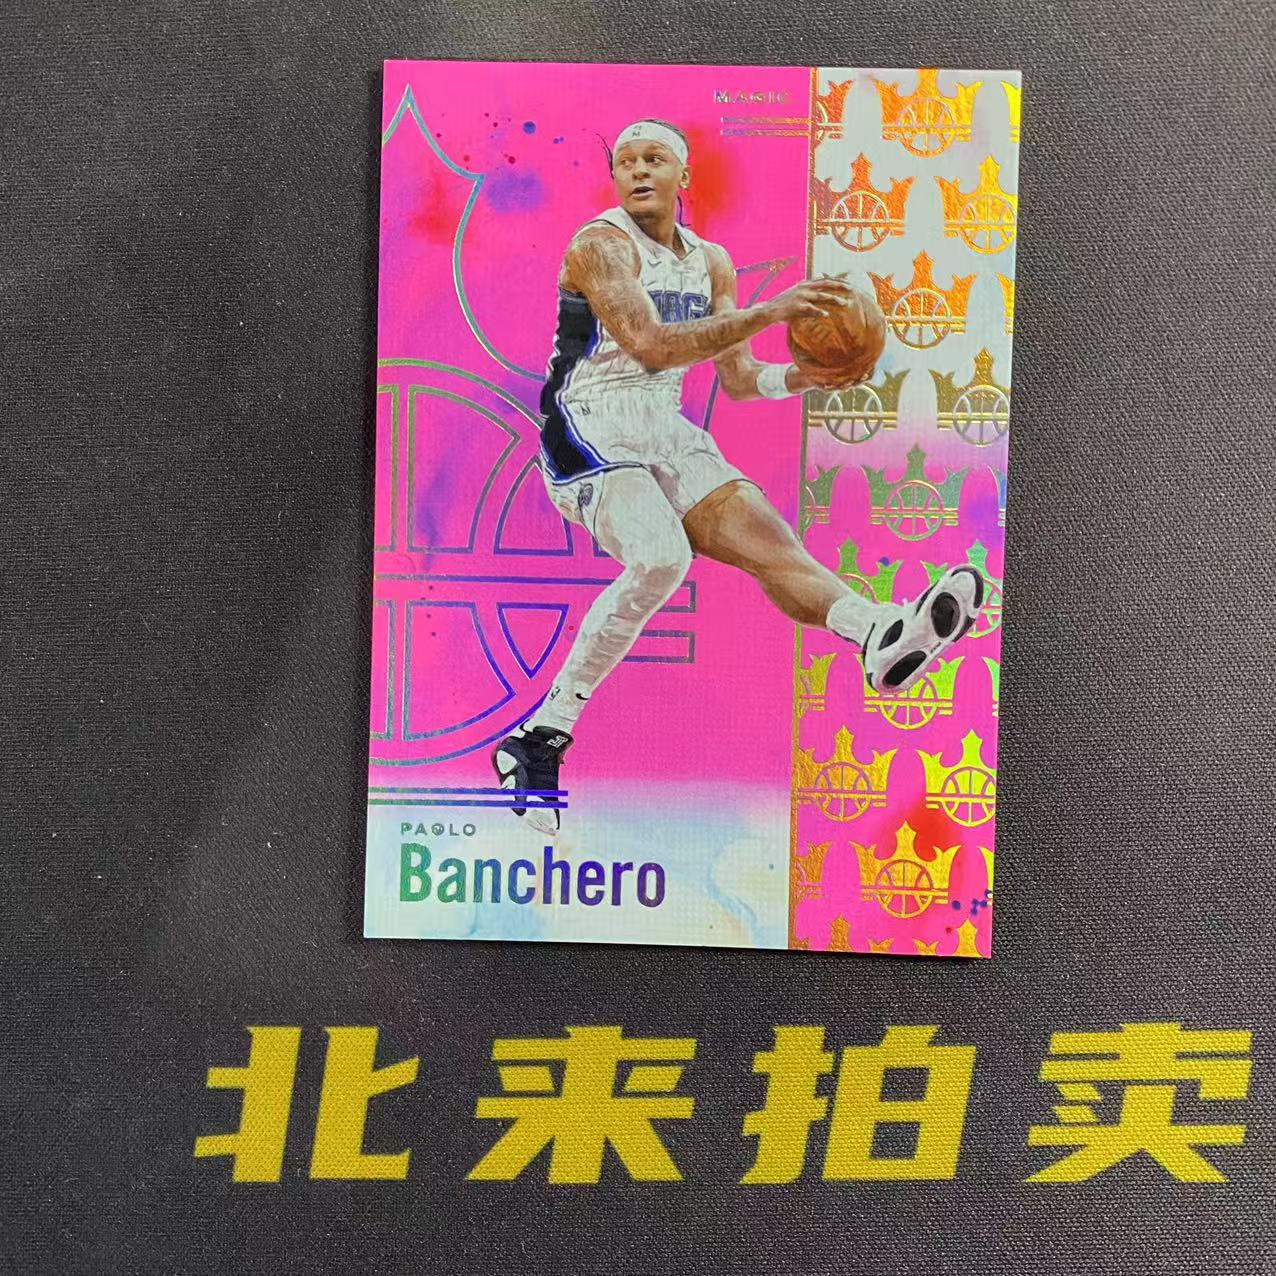 MAGIC
PAOLO
Banchero
北来拍卖